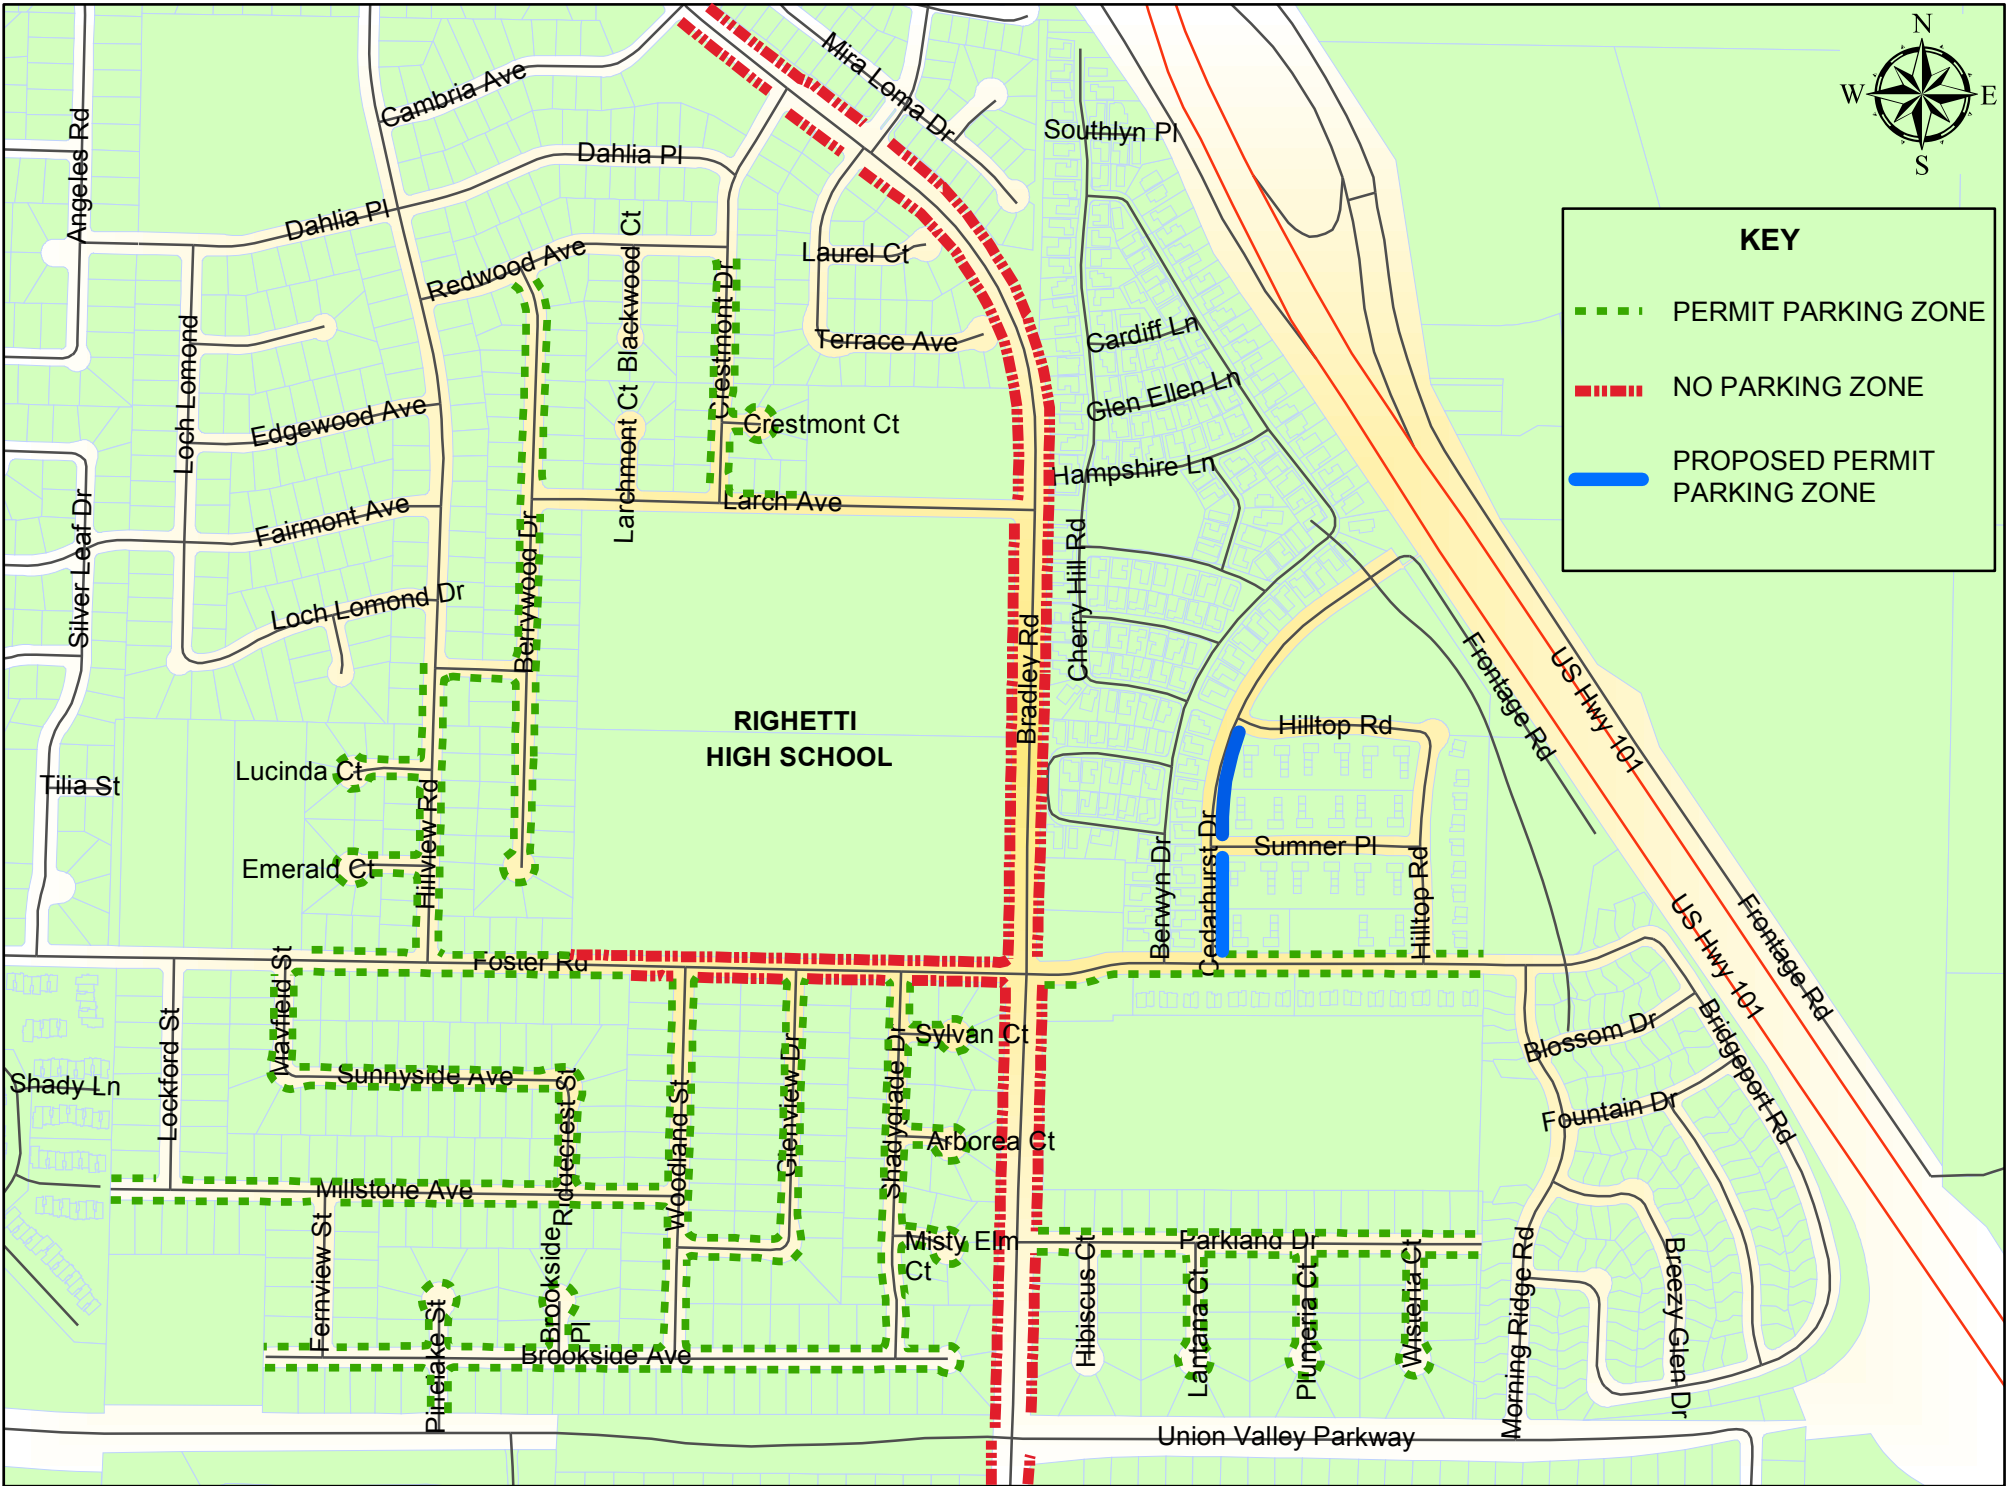 N
W
E
S
KEY
PERMIT PARKING ZONE
NO PARKING ZONE
PROPOSED PERMIT
PARKING ZONE
Mira Loma Dr
Cambria Ave
Angeles Rd
Dahlia Pl
Dahlia Pl
Southlyn Pl
Redwood Ave
Blackwood Ct
Laurel Ct
Crestmont Dr
Terrace Ave
Cardiff Ln
Glen Ellen Ln
Loch Lomond
Edgewood Ave
Larchmont Ct
Crestmont Ct
Hampshire Ln
Larch Ave
Fairmont Ave
Silver Leaf Dr
Berrywood Dr
Cherry Hill Rd
Loch Lomond Dr
Bradley Rd
Frontage Rd
US Hwy 101
RIGHETTI
HIGH SCHOOL
Hilltop Rd
Lucinda Ct
Tilia St
Hillview Rd
Emerald Ct
Sumner Pl
Cedarhurst Dr
Berwyn Dr
Hilltop Rd
US Hwy 101
Frontage Rd
Foster Rd
Mayfield St
Lockford St
Sylvan Ct
Blossom Dr
Bridgeport Rd
Shady Ln
Sunnyside Ave
Ridgecrest St
Woodland St
Glenview Dr
Shadyglade Dr
Arborea Ct
Fountain Dr
Millstone Ave
Fernview St
Brookside
Pl
Misty Elm
Ct
Parkland Dr
Hibiscus Ct
Lantana Ct
Plumeria Ct
Wisteria Ct
Morning Ridge Rd
Breezy Glen Dr
Pinelake St
Brookside Ave
Union Valley Parkway